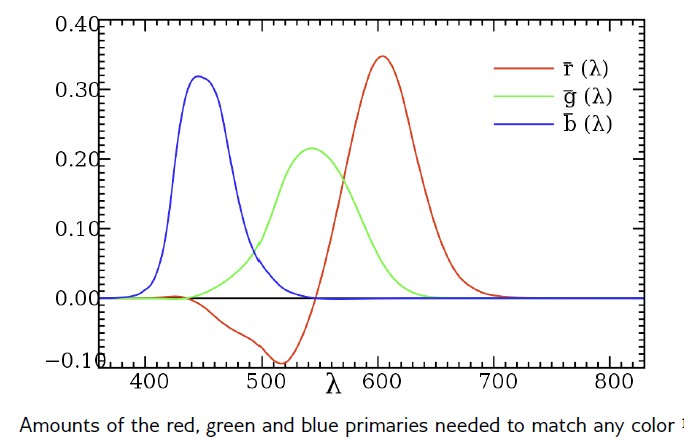 0.40
0.30
0.20
0.10
0.00
−0.10
r̄ (λ)
ḡ (λ)
b̄ (λ)
400 500 600 700 800
λ
Amounts of the red, green and blue primaries needed to match any color